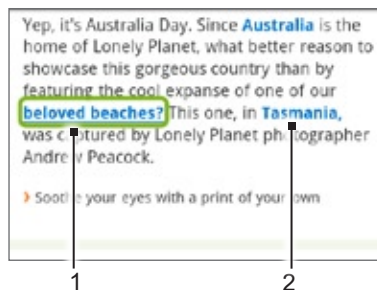 Yep, it's Australia Day. Since Australia is the
home of Lonely Planet, what better reason to
showcase this gorgeous country than by
featuring the cool expanse of one of our
beloved beaches? This one, in Tasmania,
was captured by Lonely Planet photographer
Andrew Peacock.
Soothe your eyes with a print of your own
1 2